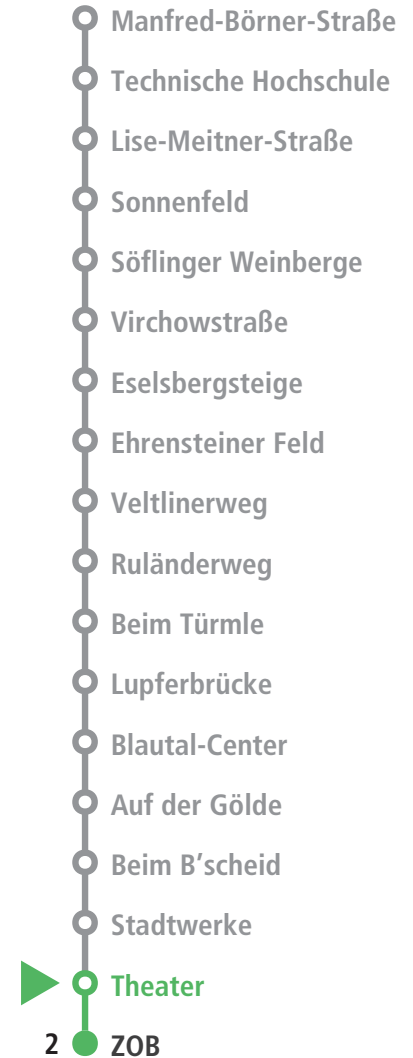 Manfred-Börner-Straße
Technische Hochschule
Lise-Meitner-Straße
Sonnenfeld
Söflinger Weinberge
Virchowstraße
Eselsbergsteige
Ehrensteiner Feld
Veltlinerweg
Ruländerweg
Beim Türmle
Lupferbrücke
Blautal-Center
Auf der Gölde
Beim B’scheid
Stadtwerke
Theater
2 ZOB